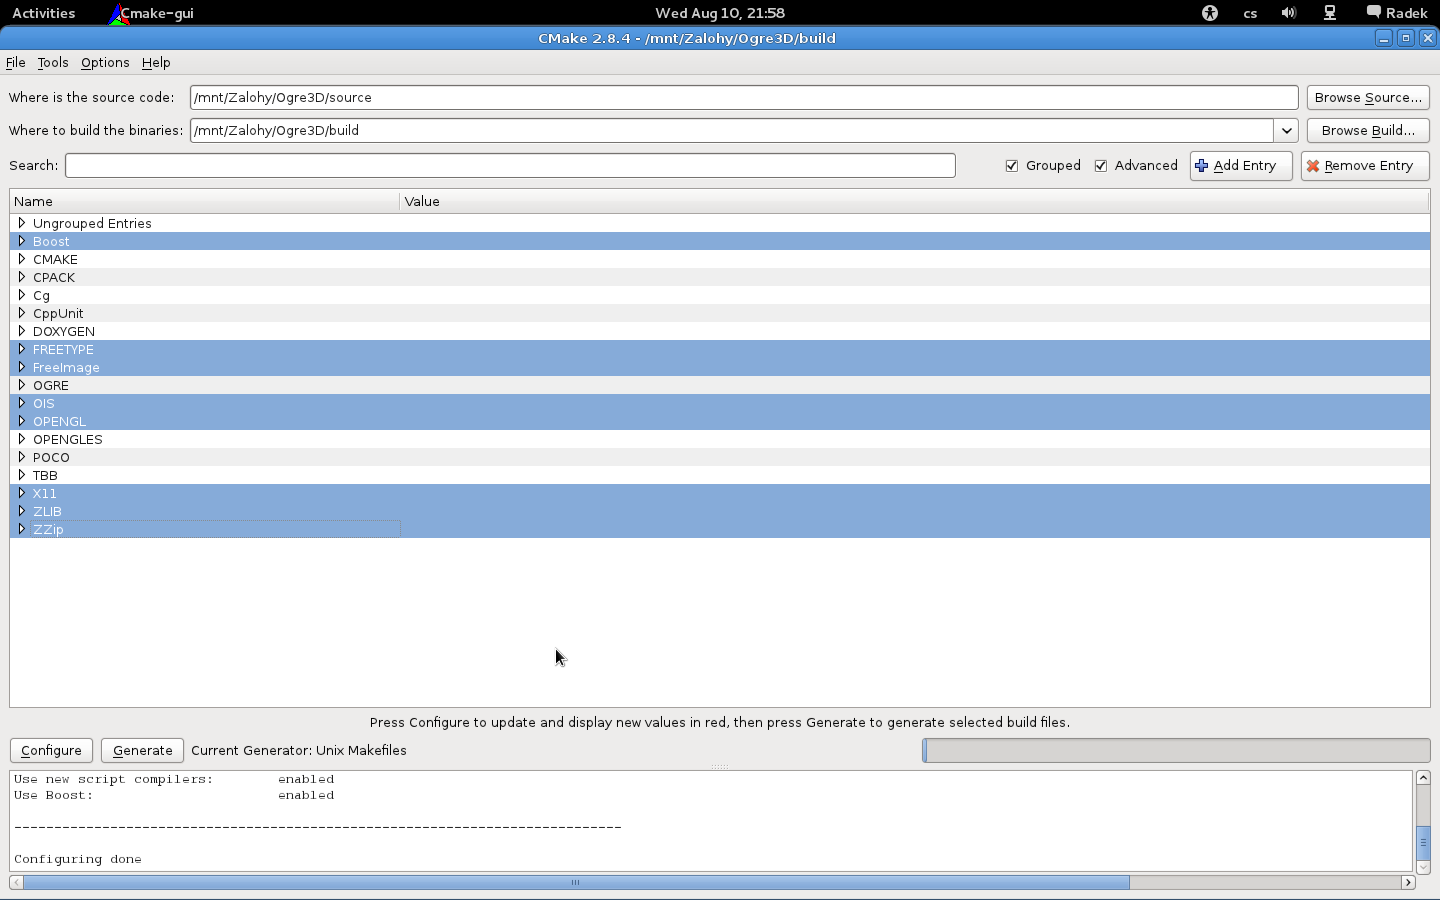 Activities Cmake-gui Wed Aug 10, 21:58 cs Radek
CMake 2.8.4 - /mnt/Zalohy/Ogre3D/build
File Tools Options Help
Where is the source code: /mnt/Zalohy/Ogre3D/source Browse Source...
Where to build the binaries: /mnt/Zalohy/Ogre3D/build Browse Build...
Search: Grouped Advanced Add Entry Remove Entry
Name Value
Ungrouped Entries
Boost
CMAKE
CPACK
Cg
CppUnit
DOXYGEN
FREETYPE
FreeImage
OGRE
OIS
OPENGL
OPENGLES
POCO
TBB
X11
ZLIB
ZZip
Press Configure to update and display new values in red, then press Generate to generate selected build files.
Configure Generate Current Generator: Unix Makefiles
Use new script compilers: enabled
Use Boost: enabled
----------------------------------------------------------------------------
Configuring done